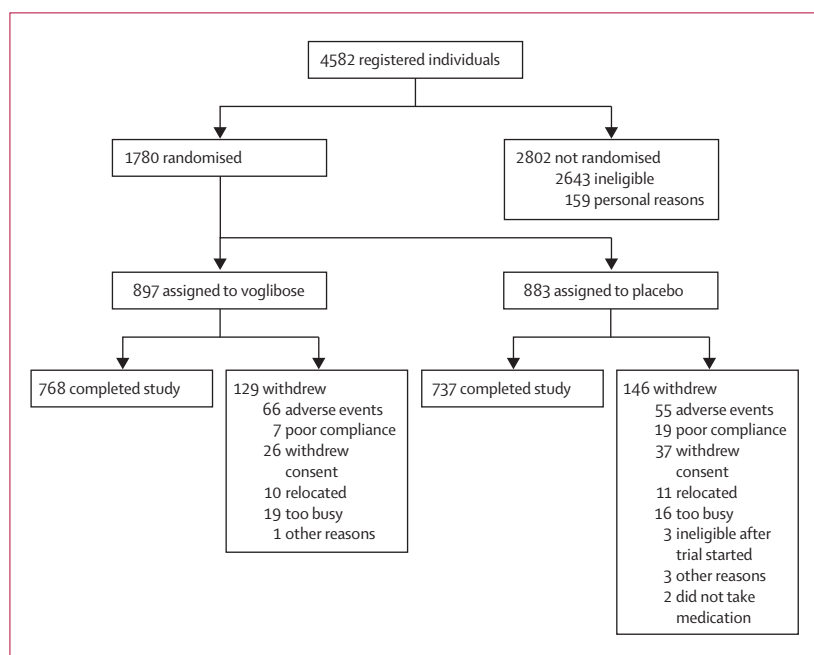 4582 registered individuals
1780 randomised
2802 not randomised
2643 ineligible
159 personal reasons
897 assigned to voglibose
883 assigned to placebo
768 completed study
129 withdrew
66 adverse events
7 poor compliance
26 withdrew
consent
10 relocated
19 too busy
1 other reasons
737 completed study
146 withdrew
55 adverse events
19 poor compliance
37 withdrew
consent
11 relocated
16 too busy
3 ineligible after
trial started
3 other reasons
2 did not take
medication